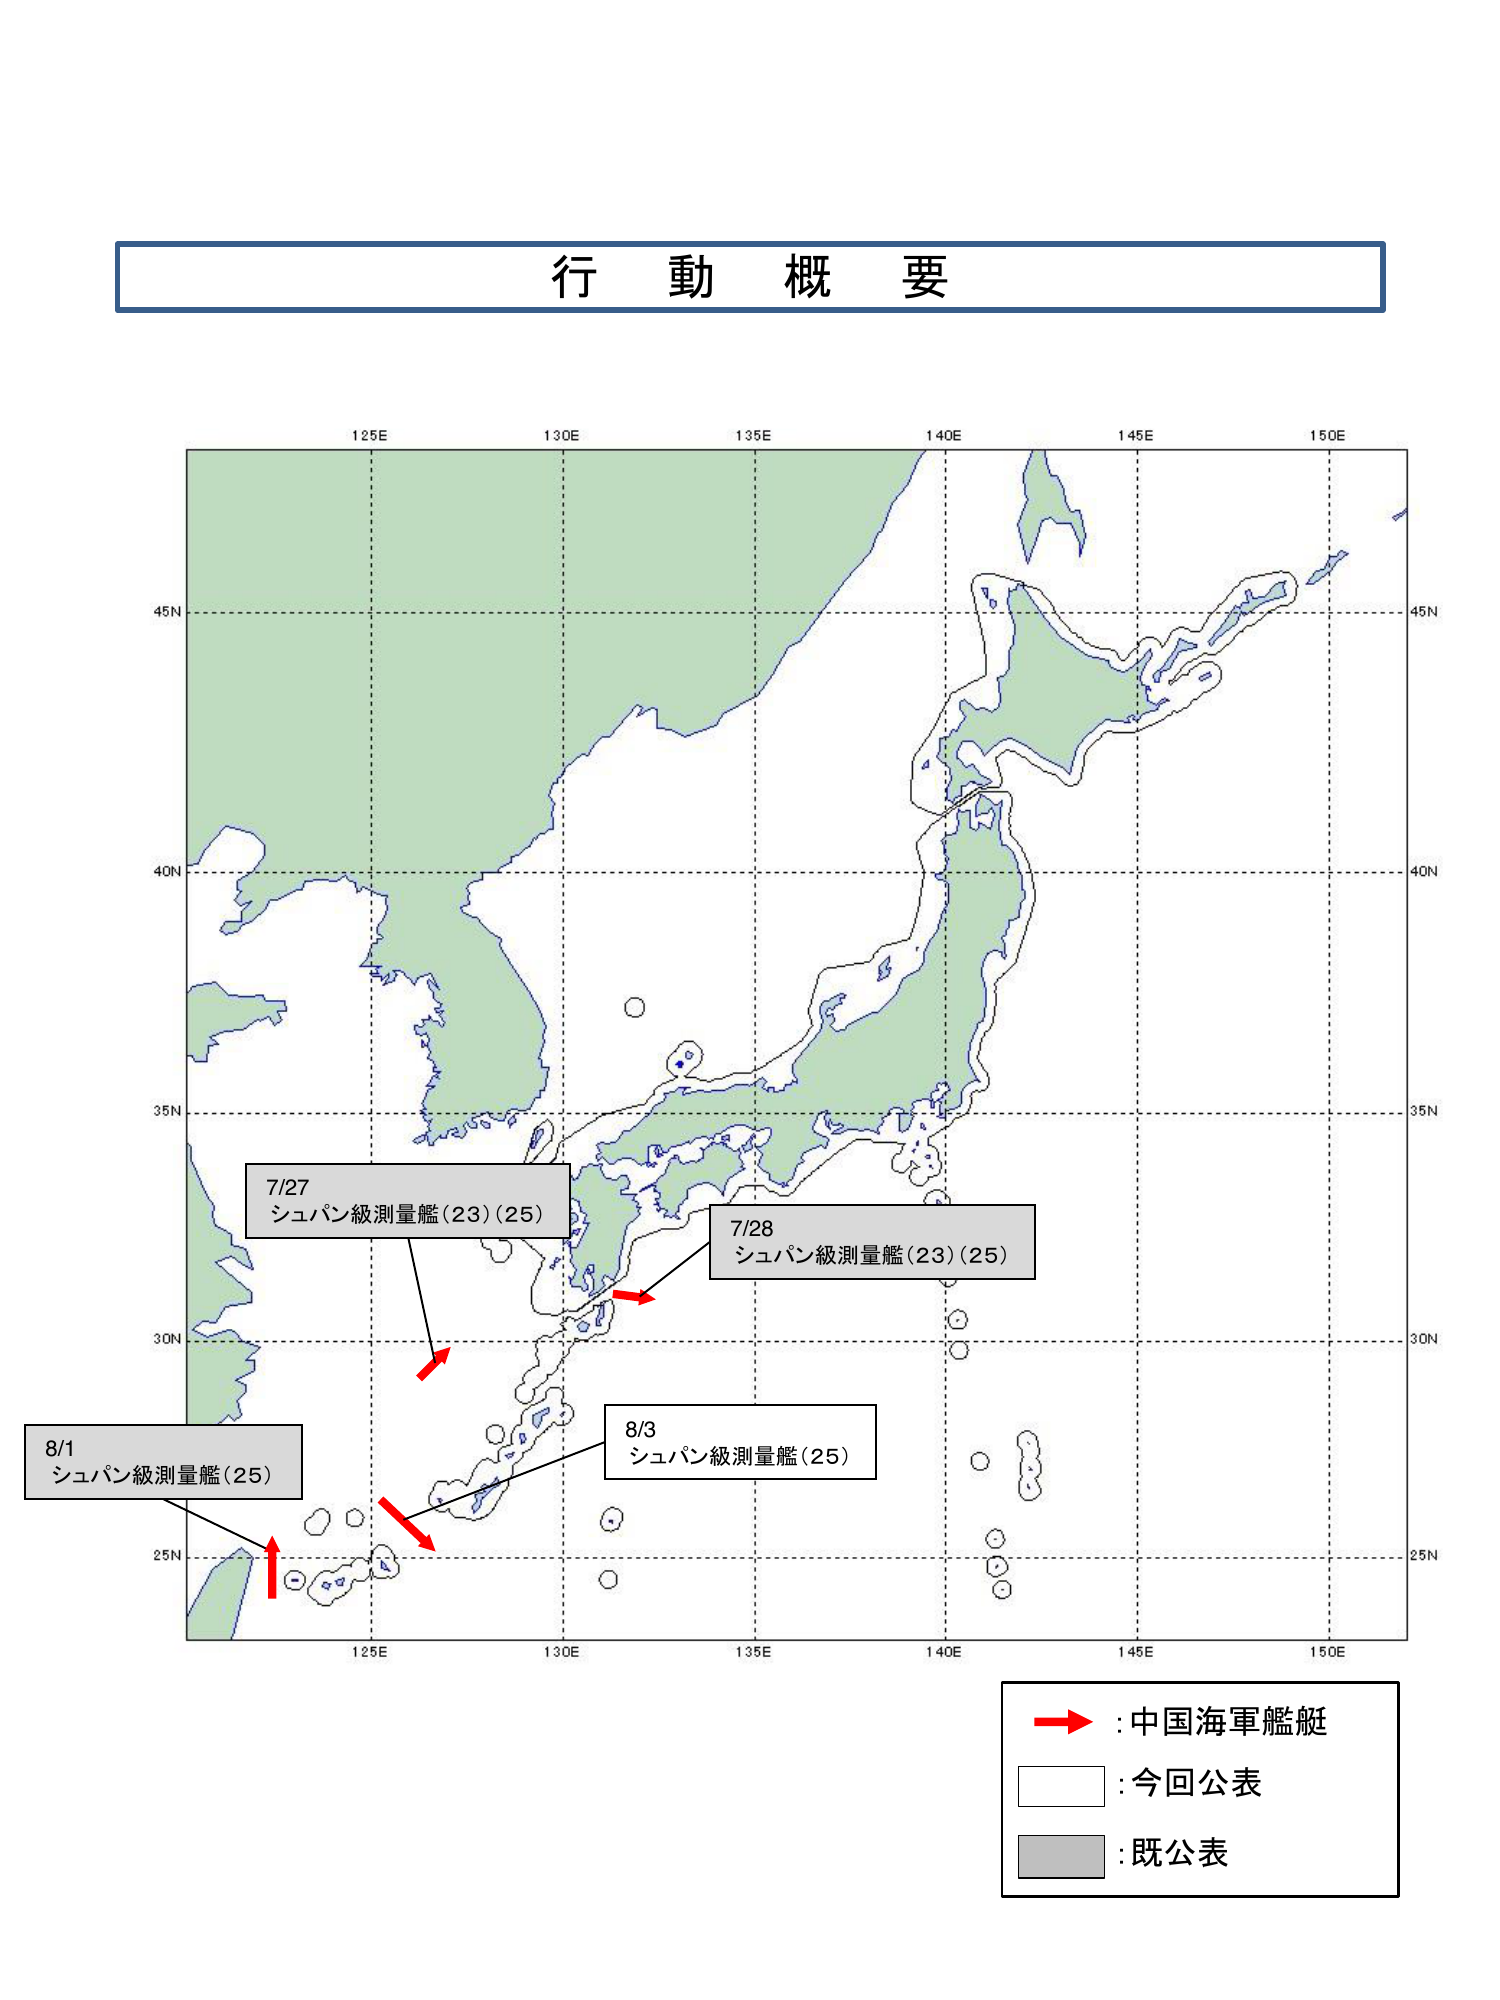 行動概要
125E 130E 135E 140E 145E 150E
45N 45N
40N 40N
35N 35N
7/27
シュパン級測量艦（23）（25）
7/28
シュパン級測量艦（23）（25）
30N 30N
8/3
シュパン級測量艦（25）
8/1
シュパン級測量艦（25）
25N 25N
125E 130E 135E 140E 145E 150E
：中国海軍艦艇
：今回公表
：既公表